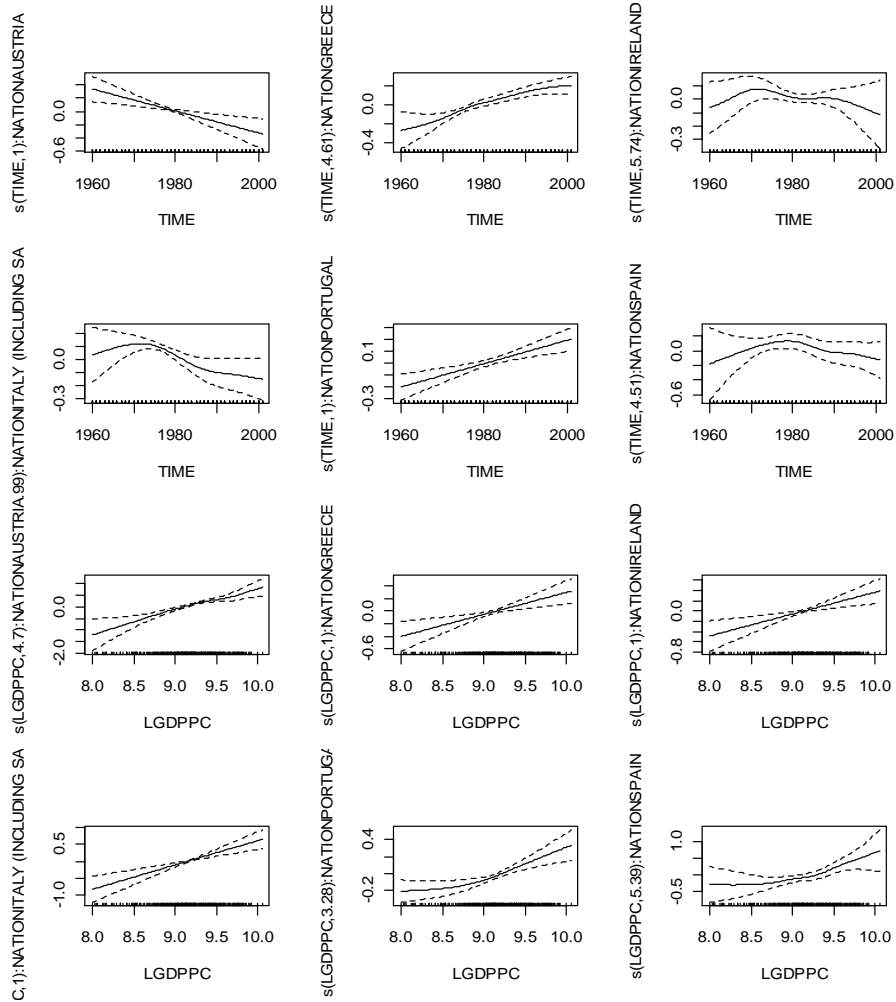 s(TIME,1):NATIONAUSTRIA
0.0
-0.6
1960 1980 2000
TIME
s(TIME,4.61):NATIONGREECE
0.0
-0.4
1960 1980 2000
TIME
s(TIME,5.74):NATIONIRELAND
0.0
-0.3
1960 1980 2000
TIME
s(LGDPPC,4.7):NATIONAUSTRIA.99):NATIONITALY (INCLUDING SA
0.0
-0.3
1960 1980 2000
TIME
s(TIME,1):NATIONPORTUGAL
0.1
-0.3
1960 1980 2000
TIME
s(TIME,4.51):NATIONSPAIN
0.0
-0.6
1960 1980 2000
TIME
0.0
2.0
8.0 8.5 9.0 9.5 10.0
LGDPPC
s(LGDPPC,1):NATIONGREECE
0.0
-0.6
8.0 8.5 9.0 9.5 10.0
LGDPPC
s(LGDPPC,1):NATIONIRELAND
0.0
-0.8
8.0 8.5 9.0 9.5 10.0
LGDPPC
C,1):NATIONITALY (INCLUDING SA
0.5
-1.0
8.0 8.5 9.0 9.5 10.0
LGDPPC
s(LGDPPC,3.28):NATIONPORTUGA
0.4
-0.2
8.0 8.5 9.0 9.5 10.0
LGDPPC
s(LGDPPC,5.39):NATIONSPAIN
1.0
-0.5
8.0 8.5 9.0 9.5 10.0
LGDPPC